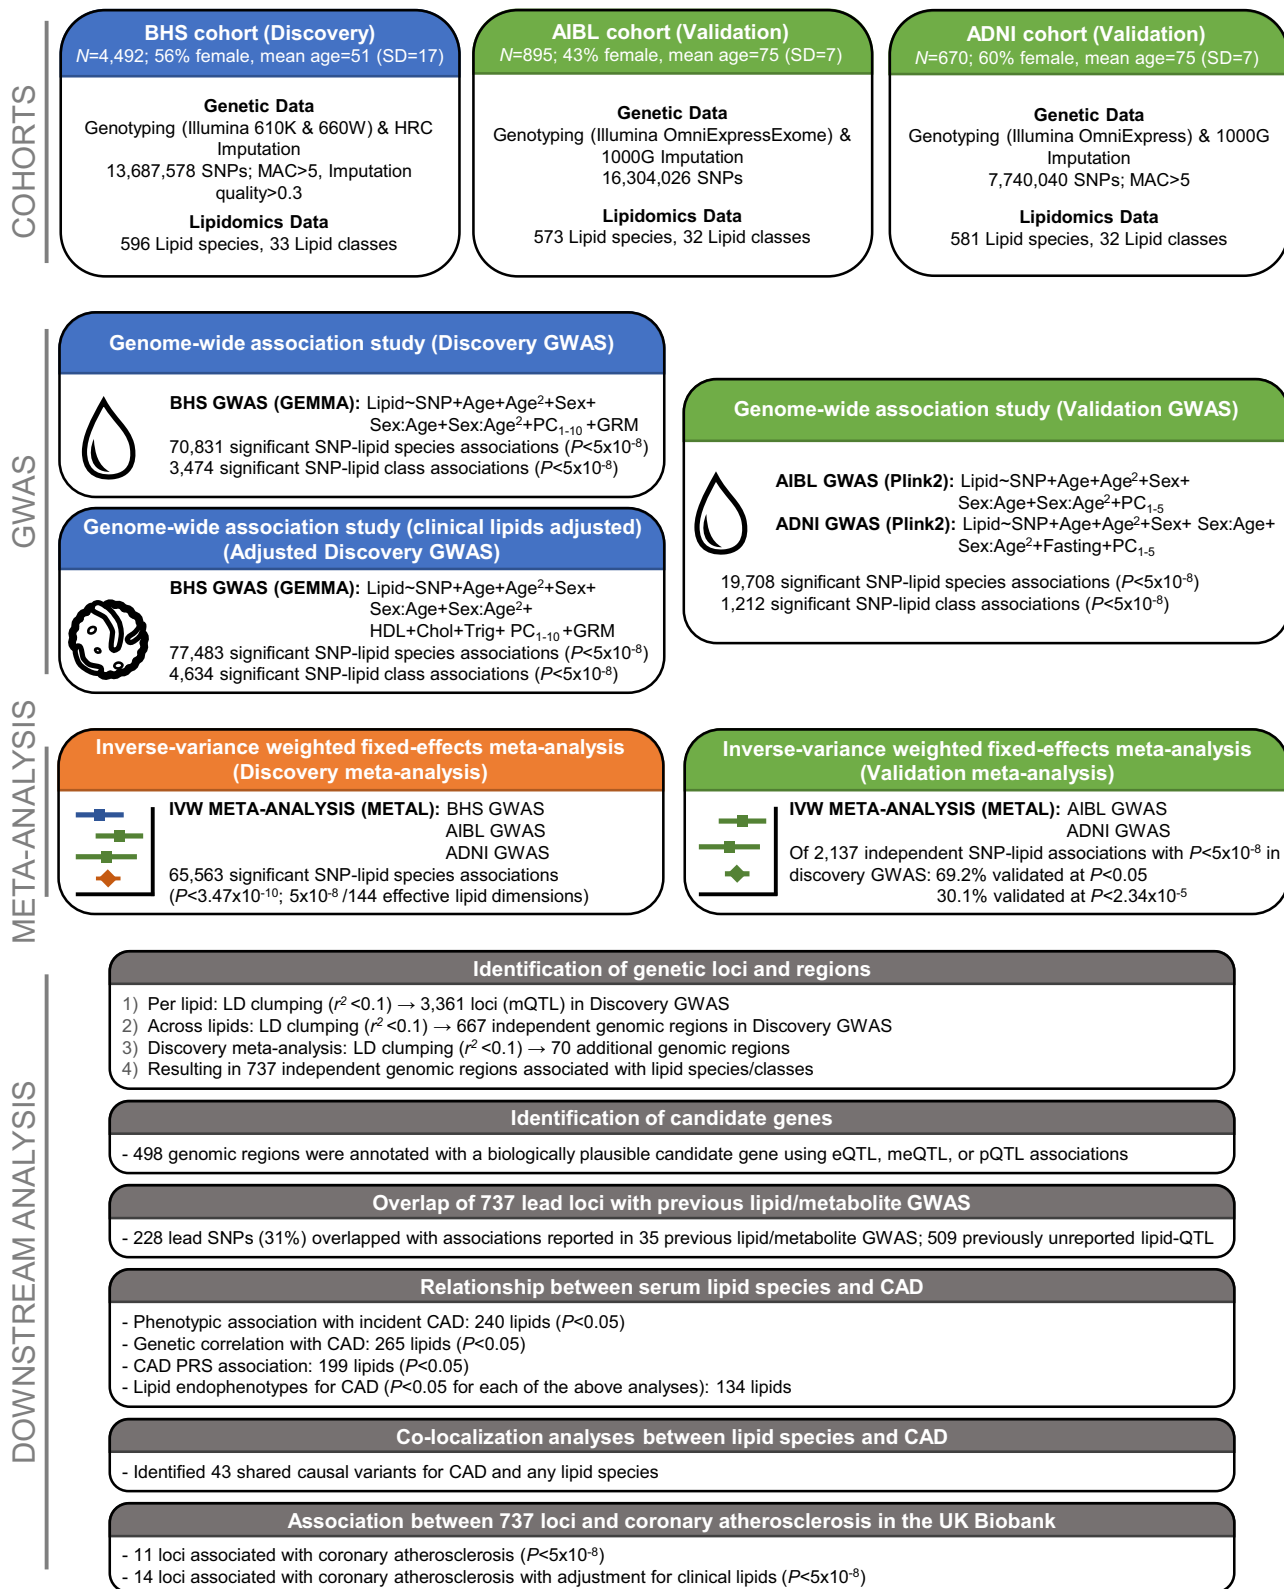 COHORTS
BHS cohort (Discovery)
N=4,492; 56% female, mean age=51 (SD=17)
Genetic Data
Genotyping (Illumina 610K & 660W) & HRC
Imputation
13,687,578 SNPs; MAC>5, Imputation
quality>0.3
Lipidomics Data
596 Lipid species, 33 Lipid classes
AIBL cohort (Validation)
N=895; 43% female, mean age=75 (SD=7)
Genetic Data
Genotyping (Illumina OmniExpressExome) &
1000G Imputation
16,304,026 SNPs
Lipidomics Data
573 Lipid species, 32 Lipid classes
ADNI cohort (Validation)
N=670; 60% female, mean age=75 (SD=7)
Genetic Data
Genotyping (Illumina OmniExpress) & 1000G
Imputation
7,740,040 SNPs; MAC>5
Lipidomics Data
581 Lipid species, 32 Lipid classes
GWAS
Genome-wide association study (Discovery GWAS)
BHS GWAS (GEMMA): Lipid~SNP+Age+Age²+Sex+
Sex:Age+Sex:Age²+PC₁₋₁₀ +GRM
70,831 significant SNP-lipid species associations (P<5x10⁻⁸)
3,474 significant SNP-lipid class associations (P<5x10⁻⁸)
Genome-wide association study (clinical lipids adjusted)
(Adjusted Discovery GWAS)
BHS GWAS (GEMMA): Lipid~SNP+Age+Age²+Sex+
Sex:Age+Sex:Age²+
HDL+Chol+Trig+ PC₁₋₁₀ +GRM
77,483 significant SNP-lipid species associations (P<5x10⁻⁸)
4,634 significant SNP-lipid class associations (P<5x10⁻⁸)
Genome-wide association study (Validation GWAS)
AIBL GWAS (Plink2): Lipid~SNP+Age+Age²+Sex+
Sex:Age+Sex:Age²+PC₁₋₅
ADNI GWAS (Plink2): Lipid~SNP+Age+Age²+Sex+ Sex:Age+
Sex:Age²+Fasting+PC₁₋₅
19,708 significant SNP-lipid species associations (P<5x10⁻⁸)
1,212 significant SNP-lipid class associations (P<5x10⁻⁸)
META-ANALYSIS
Inverse-variance weighted fixed-effects meta-analysis
(Discovery meta-analysis)
IVW META-ANALYSIS (METAL): BHS GWAS
AIBL GWAS
ADNI GWAS
65,563 significant SNP-lipid species associations
(P<3.47x10⁻¹⁰; 5x10⁻⁸ /144 effective lipid dimensions)
Inverse-variance weighted fixed-effects meta-analysis
(Validation meta-analysis)
IVW META-ANALYSIS (METAL): AIBL GWAS
ADNI GWAS
Of 2,137 independent SNP-lipid associations with P<5x10⁻⁸ in
discovery GWAS: 69.2% validated at P<0.05
30.1% validated at P<2.34x10⁻⁵
DOWNSTREAM ANALYSIS
Identification of genetic loci and regions
1) Per lipid: LD clumping (r² <0.1) → 3,361 loci (mQTL) in Discovery GWAS
2) Across lipids: LD clumping (r² <0.1) → 667 independent genomic regions in Discovery GWAS
3) Discovery meta-analysis: LD clumping (r² <0.1) → 70 additional genomic regions
4) Resulting in 737 independent genomic regions associated with lipid species/classes
Identification of candidate genes
- 498 genomic regions were annotated with a biologically plausible candidate gene using eQTL, meQTL, or pQTL associations
Overlap of 737 lead loci with previous lipid/metabolite GWAS
- 228 lead SNPs (31%) overlapped with associations reported in 35 previous lipid/metabolite GWAS; 509 previously unreported lipid-QTL
Relationship between serum lipid species and CAD
- Phenotypic association with incident CAD: 240 lipids (P<0.05)
- Genetic correlation with CAD: 265 lipids (P<0.05)
- CAD PRS association: 199 lipids (P<0.05)
- Lipid endophenotypes for CAD (P<0.05 for each of the above analyses): 134 lipids
Co-localization analyses between lipid species and CAD
- Identified 43 shared causal variants for CAD and any lipid species
Association between 737 loci and coronary atherosclerosis in the UK Biobank
- 11 loci associated with coronary atherosclerosis (P<5x10⁻⁸)
- 14 loci associated with coronary atherosclerosis with adjustment for clinical lipids (P<5x10⁻⁸)